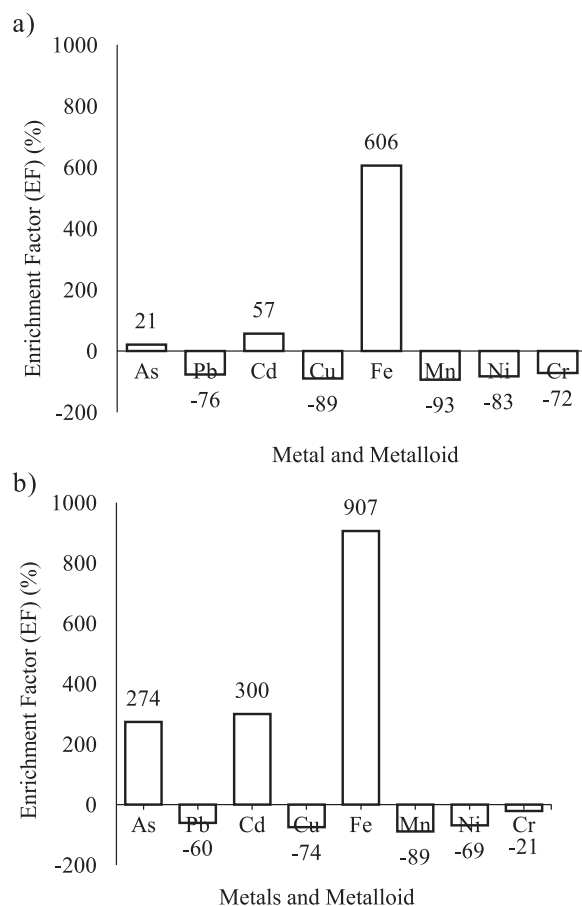 a)
Enrichment Factor (EF) (%)
1000
800
600
400
200
0
-200
21
57
606
As Pb Cd Cu Fe Mn Ni Cr
-76 -89 -93 -83 -72
Metal and Metalloid
b)
Enrichment Factor (EF) (%)
1000
800
600
400
200
0
-200
274
300
907
As Pb Cd Cu Fe Mn Ni Cr
-60 -74 -89 -69 -21
Metals and Metalloid